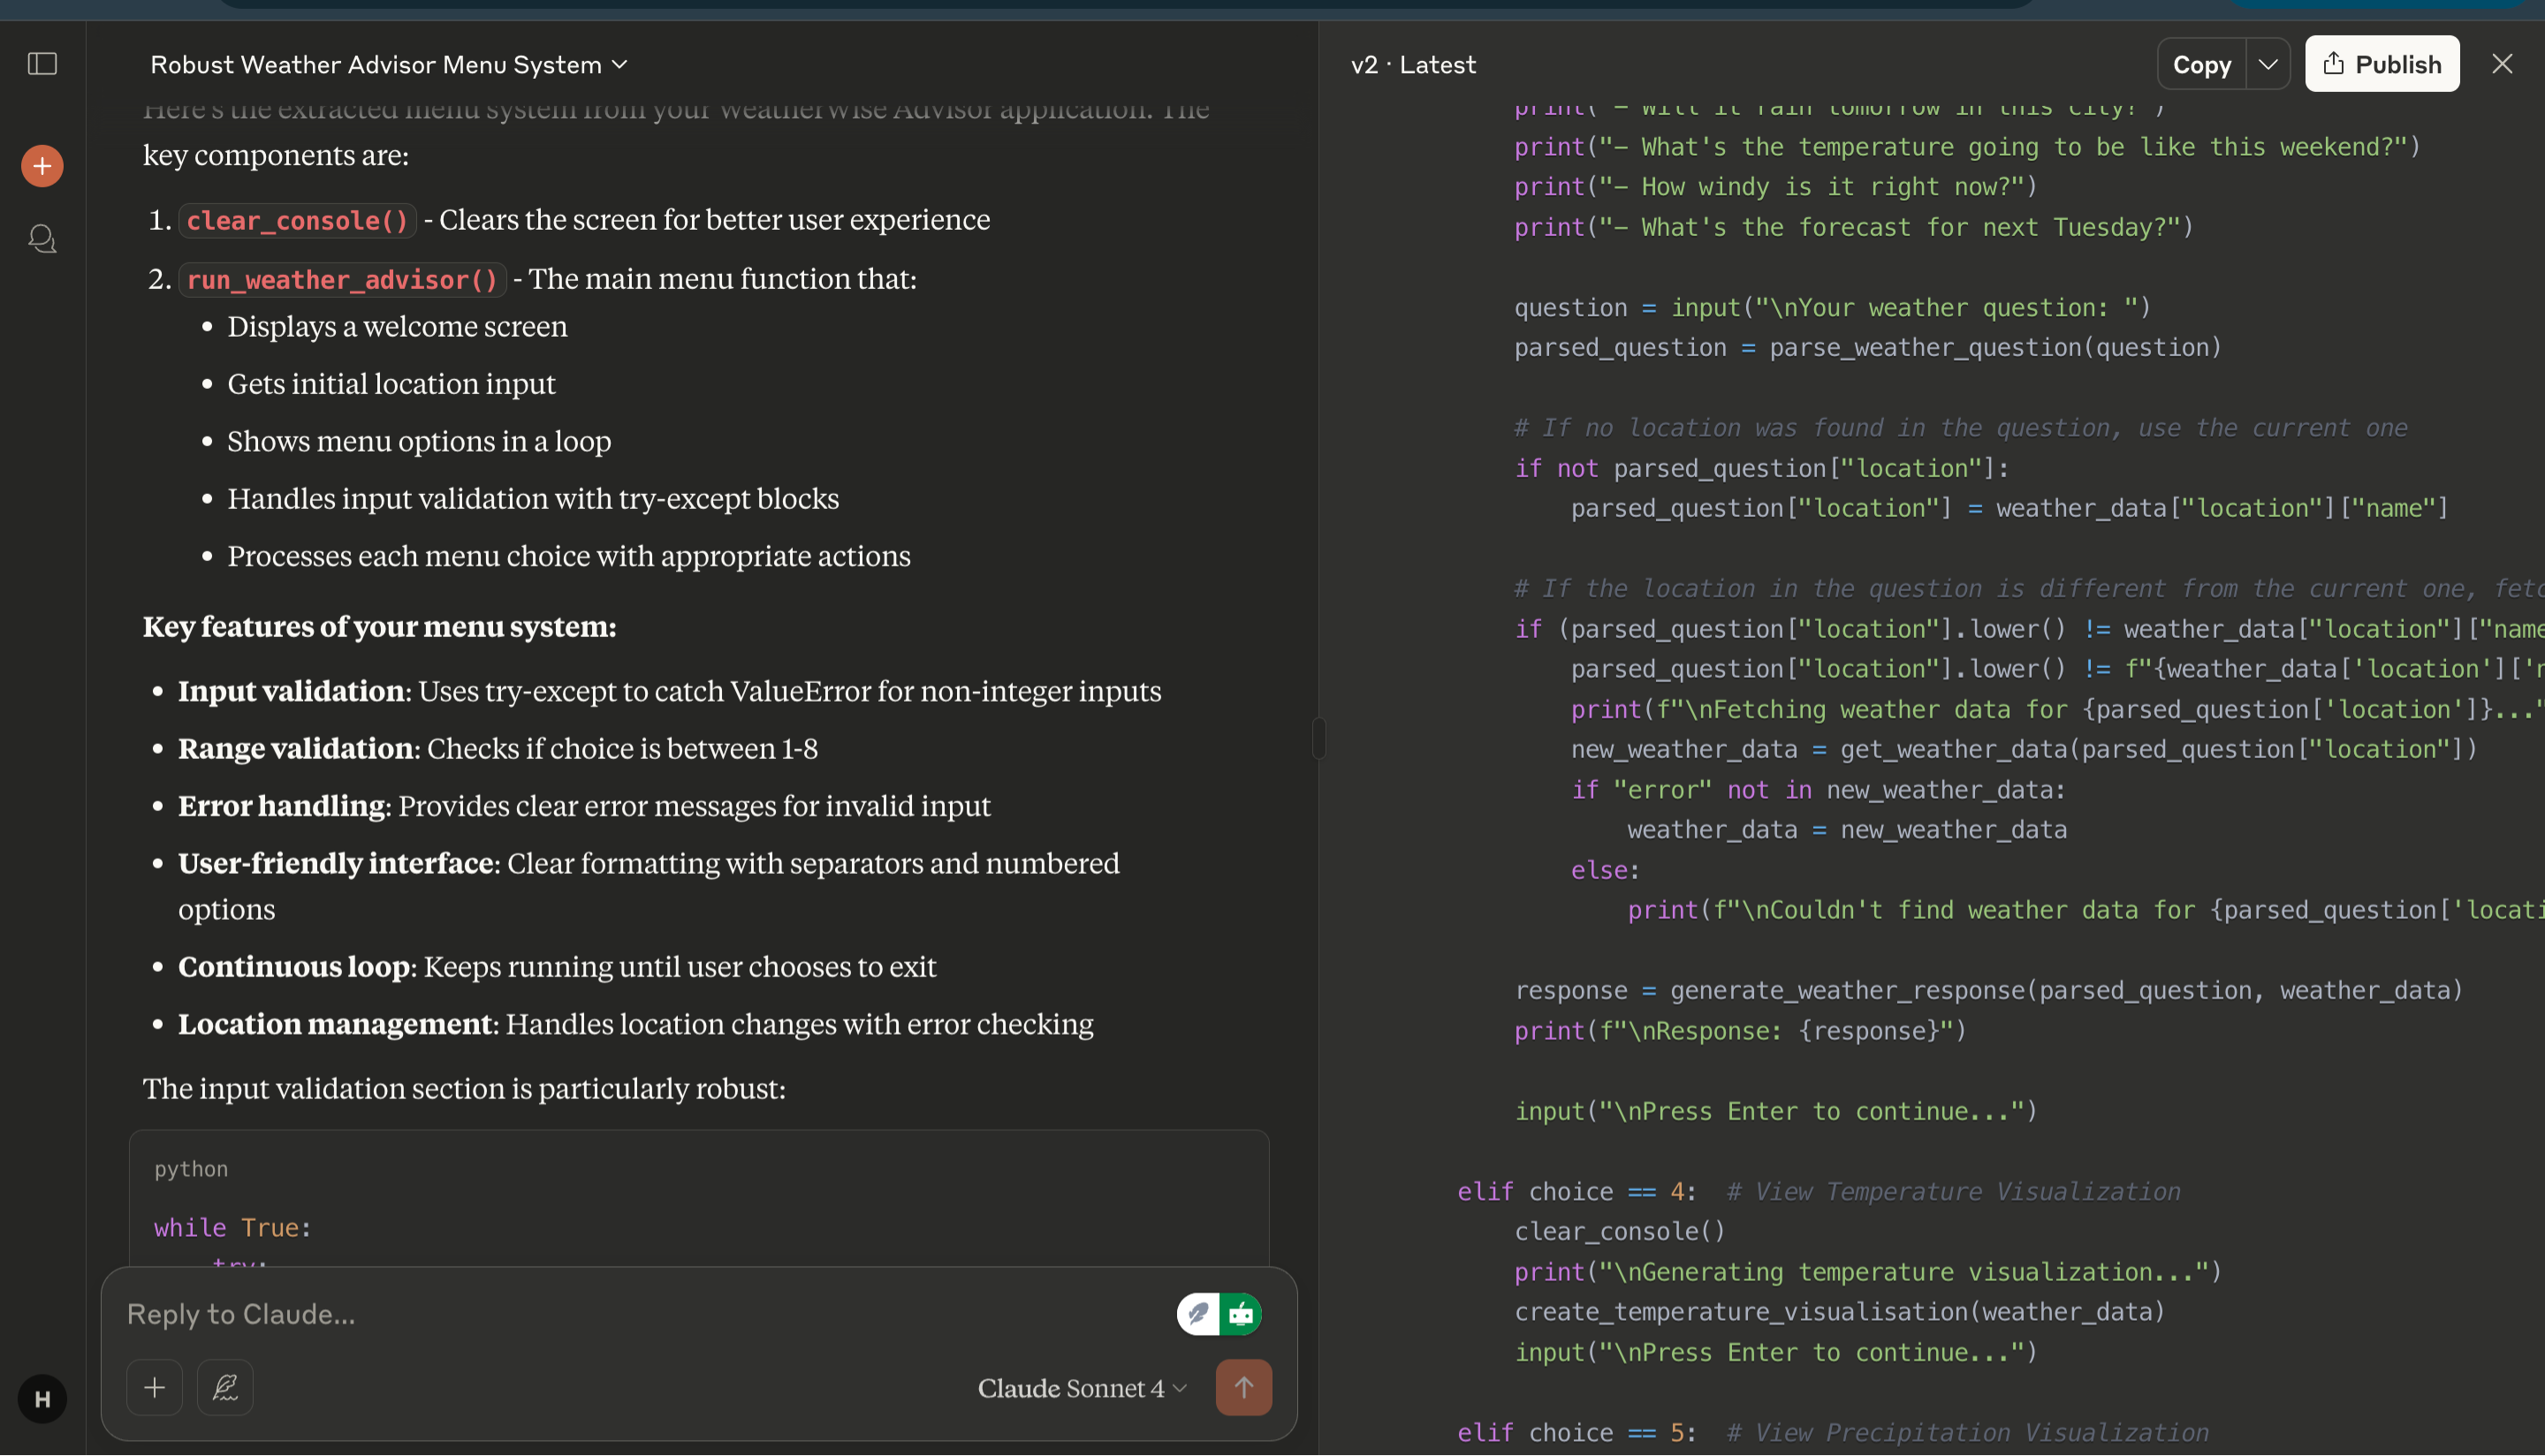 Robust Weather Advisor Menu System
Here's the extracted menu system from your WeatherWise Advisor application. The
key components are:
1. clear_console() - Clears the screen for better user experience
2. run_weather_advisor() - The main menu function that:
• Displays a welcome screen
• Gets initial location input
• Shows menu options in a loop
• Handles input validation with try-except blocks
• Processes each menu choice with appropriate actions
Key features of your menu system:
• Input validation: Uses try-except to catch ValueError for non-integer inputs
• Range validation: Checks if choice is between 1-8
• Error handling: Provides clear error messages for invalid input
• User-friendly interface: Clear formatting with separators and numbered
options
• Continuous loop: Keeps running until user chooses to exit
• Location management: Handles location changes with error checking
The input validation section is particularly robust:
python
while True:
try:
Reply to Claude...
Claude Sonnet 4
H
v2 · Latest
Copy
Publish
print("- Will it rain tomorrow in this city?")
print("- What's the temperature going to be like this weekend?")
print("- How windy is it right now?")
print("- What's the forecast for next Tuesday?")
question = input("\nYour weather question: ")
parsed_question = parse_weather_question(question)
# If no location was found in the question, use the current one
if not parsed_question["location"]:
parsed_question["location"] = weather_data["location"]["name"]
# If the location in the question is different from the current one, fetc
if (parsed_question["location"].lower() != weather_data["location"]["name
parsed_question["location"].lower() != f"{weather_data['location']['n
print(f"\nFetching weather data for {parsed_question['location']}..."
new_weather_data = get_weather_data(parsed_question["location"])
if "error" not in new_weather_data:
weather_data = new_weather_data
else:
print(f"\nCouldn't find weather data for {parsed_question['locati
response = generate_weather_response(parsed_question, weather_data)
print(f"\nResponse: {response}")
input("\nPress Enter to continue...")
elif choice == 4:  # View Temperature Visualization
clear_console()
print("\nGenerating temperature visualization...")
create_temperature_visualisation(weather_data)
input("\nPress Enter to continue...")
elif choice == 5:  # View Precipitation Visualization